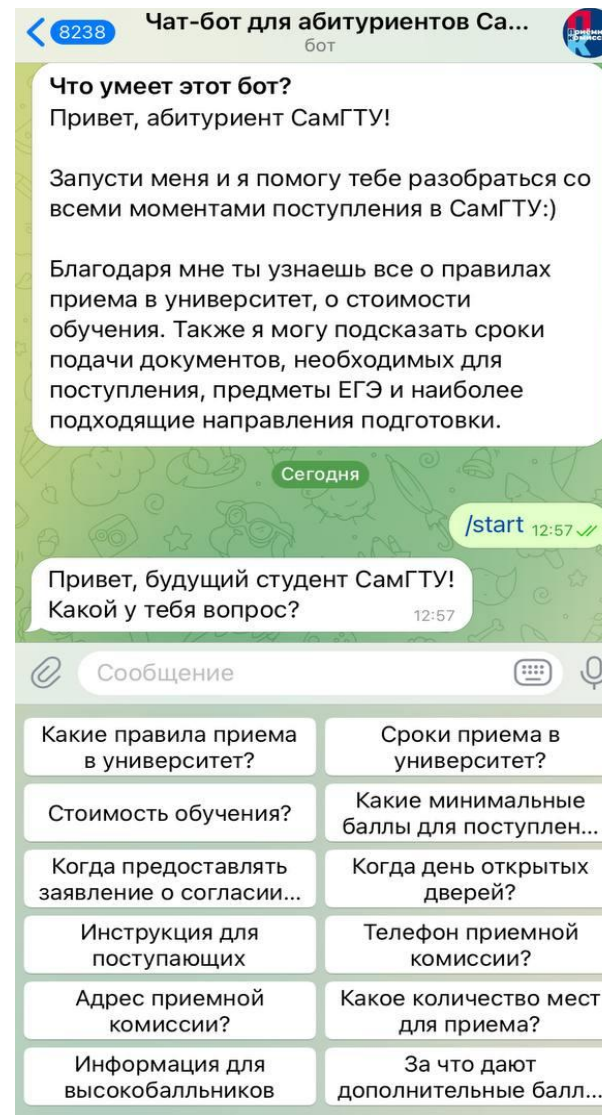 8238
Чат-бот для абитуриентов Са...
бот
Что умеет этот бот?
Привет, абитуриент СамГТУ!
Запусти меня и я помогу тебе разобраться со
всеми моментами поступления в СамГТУ:)
Благодаря мне ты узнаешь все о правилах
приема в университет, о стоимости
обучения. Также я могу подсказать сроки
подачи документов, необходимых для
поступления, предметы ЕГЭ и наиболее
подходящие направления подготовки.
Сегодня
/start 12:57
Привет, будущий студент СамГТУ!
Какой у тебя вопрос?
12:57
Сообщение
Какие правила приема
в университет?
Сроки приема в
университет?
Стоимость обучения?
Какие минимальные
баллы для поступлен...
Когда предоставлять
заявление о согласии...
Когда день открытых
дверей?
Инструкция для
поступающих
Телефон приемной
комиссии?
Адрес приемной
комиссии?
Какое количество мест
для приема?
Информация для
высокобалльников
За что дают
дополнительные балл...